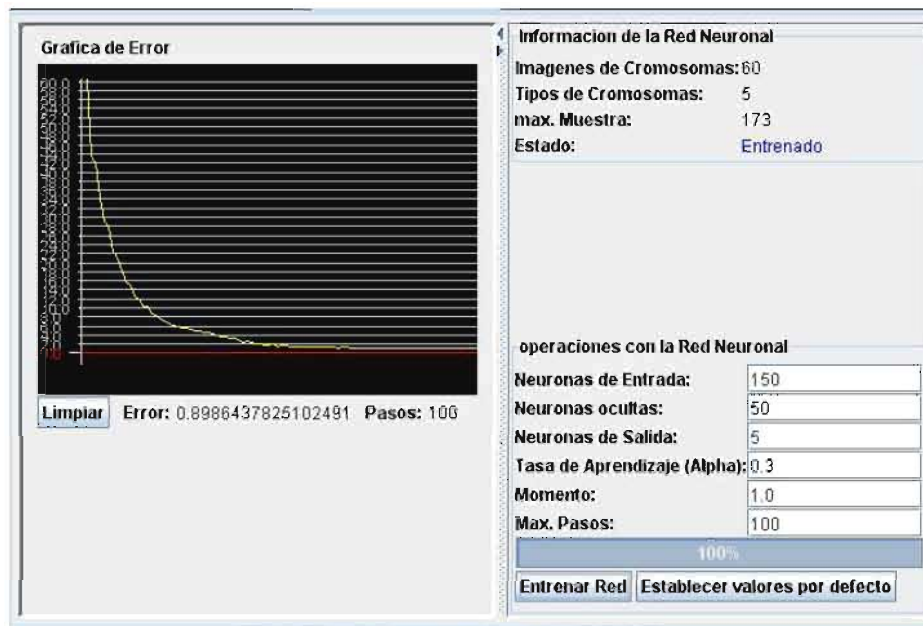 Grafica de Error
Limpiar Error: 0.8986437825102491 Pasos: 100
Informacion de la Red Neuronal
Imagenes de Cromosomas: 60
Tipos de Cromosomas: 5
max. Muestra: 173
Estado: Entrenado
operaciones con la Red Neuronal
Neuronas de Entrada: 150
Neuronas ocultas: 50
Neuronas de Salida: 5
Tasa de Aprendizaje (Alpha): 0.3
Momento: 1.0
Max. Pasos: 100
100%
Entrenar Red Establecer valores por defecto